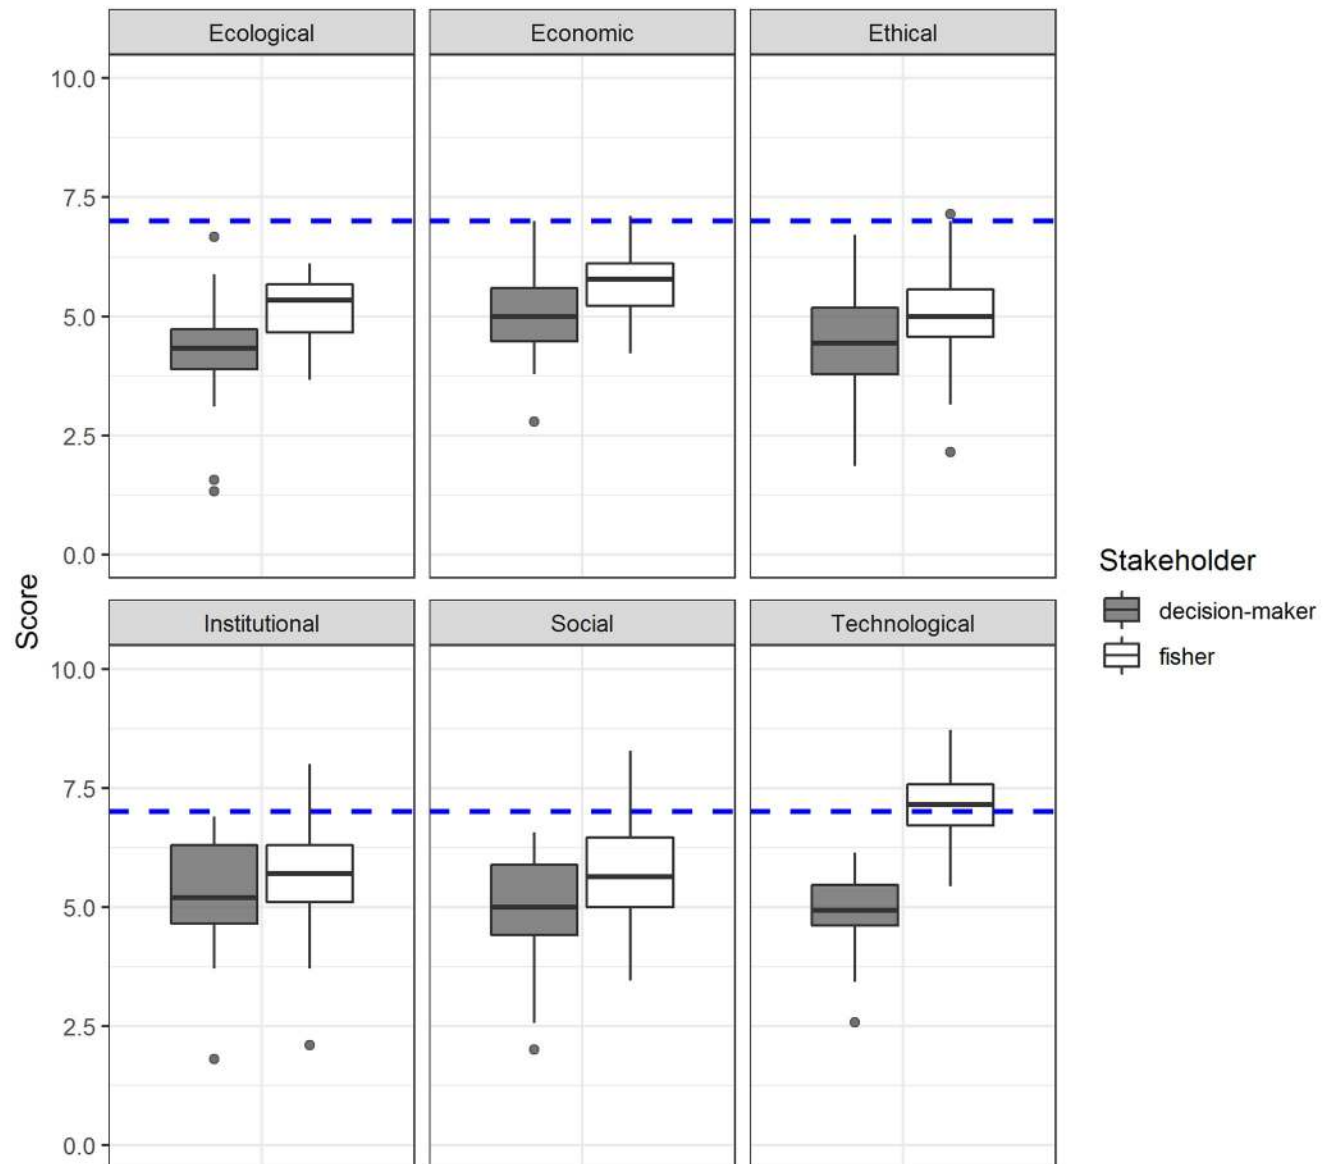 Ecological Economic Ethical
10.0
7.5
5.0
2.5
0.0
Score
Institutional Social Technological
10.0
7.5
5.0
2.5
0.0
Stakeholder
decision-maker
fisher